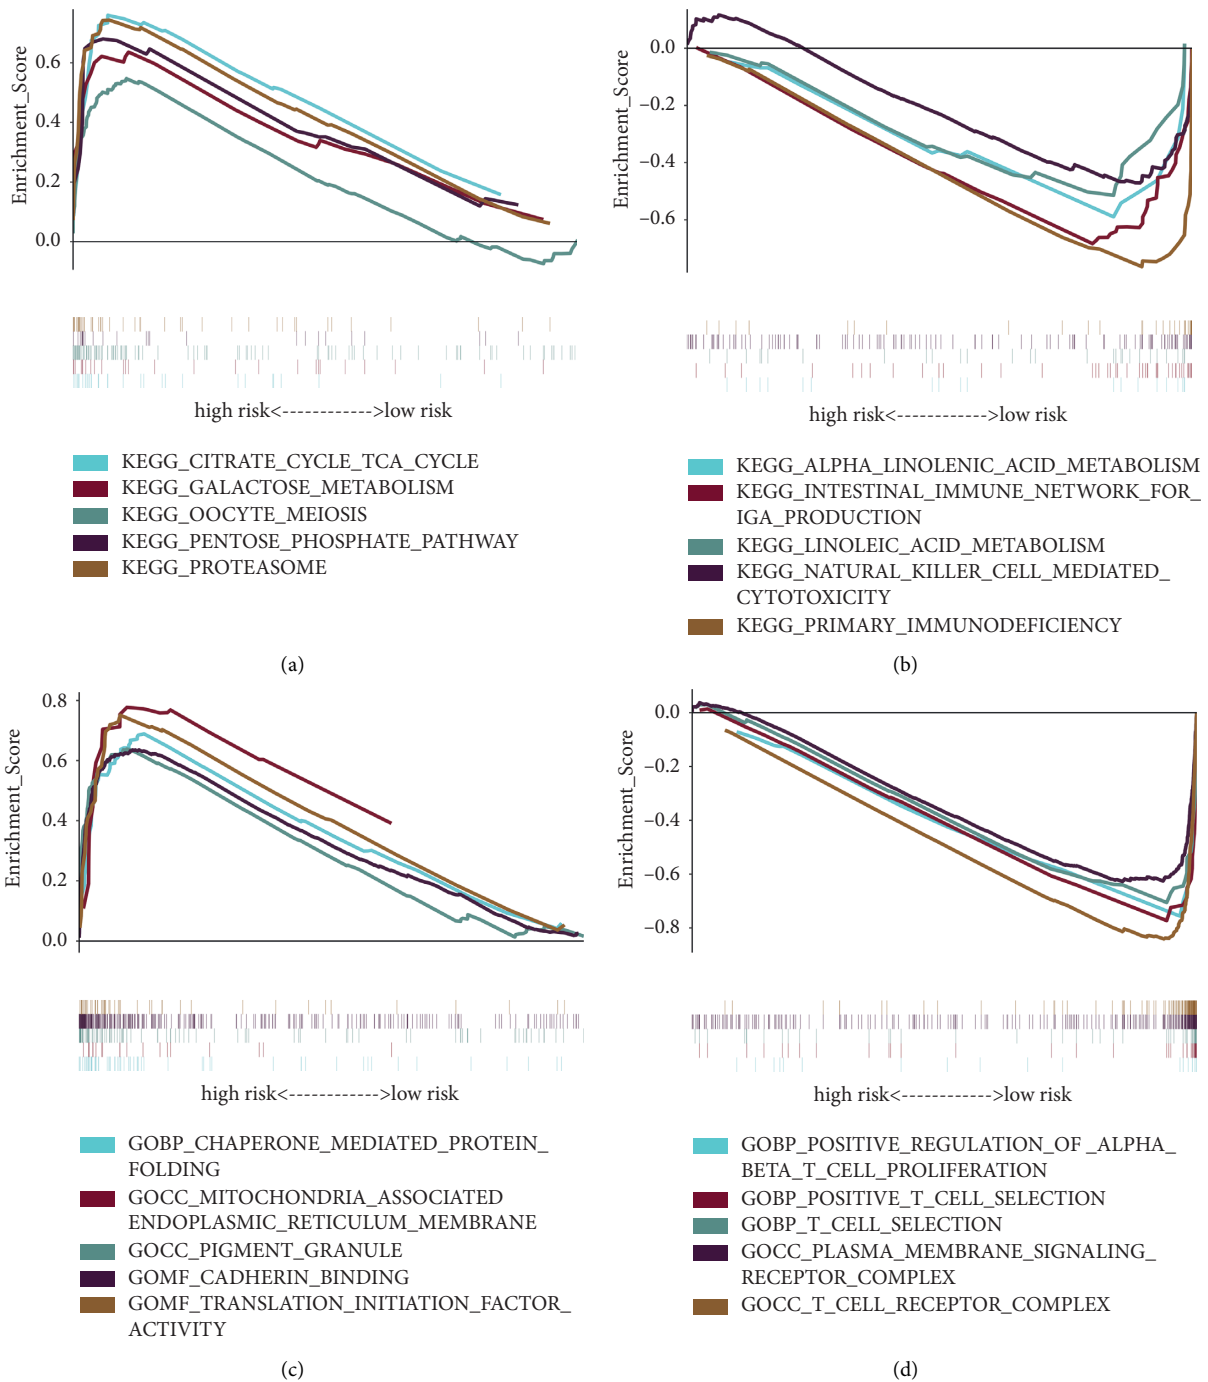 Enrichment_Score
0.6
0.4
0.2
0.0
high risk<------------>low risk
KEGG_CITRATE_CYCLE_TCA_CYCLE
KEGG_GALACTOSE_METABOLISM
KEGG_OOCYTE_MEIOSIS
KEGG_PENTOSE_PHOSPHATE_PATHWAY
KEGG_PROTEASOME
(a)
Enrichment_Score
0.0
−0.2
−0.4
−0.6
high risk<------------>low risk
KEGG_ALPHA_LINOLENIC_ACID_METABOLISM
KEGG_INTESTINAL_IMMUNE_NETWORK_FOR_
IGA_PRODUCTION
KEGG_LINOLEIC_ACID_METABOLISM
KEGG_NATURAL_KILLER_CELL_MEDIATED_
CYTOTOXICITY
KEGG_PRIMARY_IMMUNODEFICIENCY
(b)
Enrichment_Score
0.8
0.6
0.4
0.2
0.0
high risk<------------>low risk
GOBP_CHAPERONE_MEDIATED_PROTEIN_
FOLDING
GOCC_MITOCHONDRIA_ASSOCIATED
ENDOPLASMIC_RETICULUM_MEMBRANE
GOCC_PIGMENT_GRANULE
GOMF_CADHERIN_BINDING
GOMF_TRANSLATION_INITIATION_FACTOR_
ACTIVITY
(c)
Enrichment_Score
0.0
−0.2
−0.4
−0.6
−0.8
high risk<------------>low risk
GOBP_POSITIVE_REGULATION_OF _ALPHA_
BETA_T_CELL_PROLIFERATION
GOBP_POSITIVE_T_CELL_SELECTION
GOBP_T_CELL_SELECTION
GOCC_PLASMA_MEMBRANE_SIGNALING_
RECEPTOR_COMPLEX
GOCC_T_CELL_RECEPTOR_COMPLEX
(d)